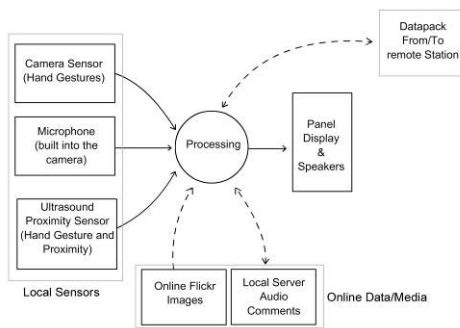 Datapack
From/To
remote Station
Camera Sensor
(Hand Gestures)
Microphone
(built into the
camera)
Ultrasound
Proximity Sensor
(Hand Gesture and
Proximity)
Local Sensors
Processing
Panel
Display
&
Speakers
Online Flickr
Images
Local Server
Audio
Comments
Online Data/Media